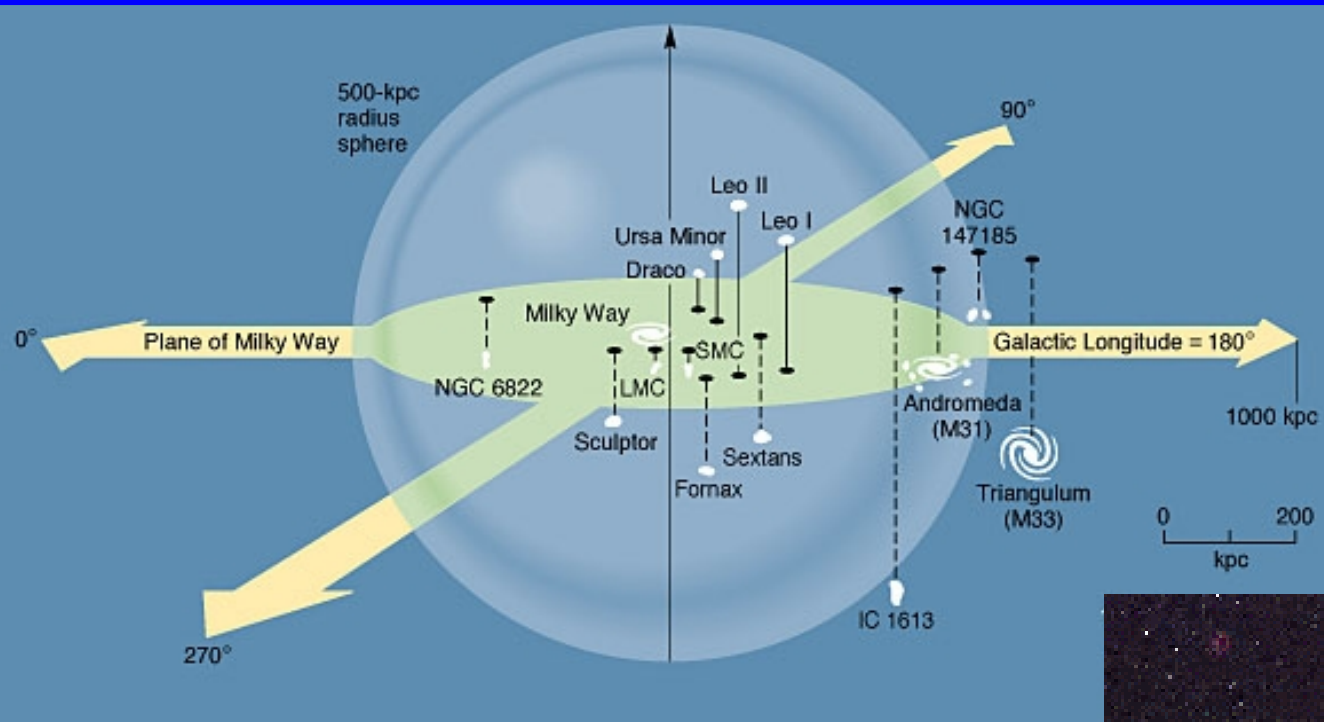 500-kpc
radius
sphere
90°
Leo II
NGC
147185
Leo I
Ursa Minor
Draco
Milky Way
0°
Plane of Milky Way
SMC
Galactic Longitude = 180°
NGC 6822
LMC
Andromeda
(M31)
1000 kpc
Sculptor
Sextans
Fornax
Triangulum
(M33)
0
200
kpc
IC 1613
270°